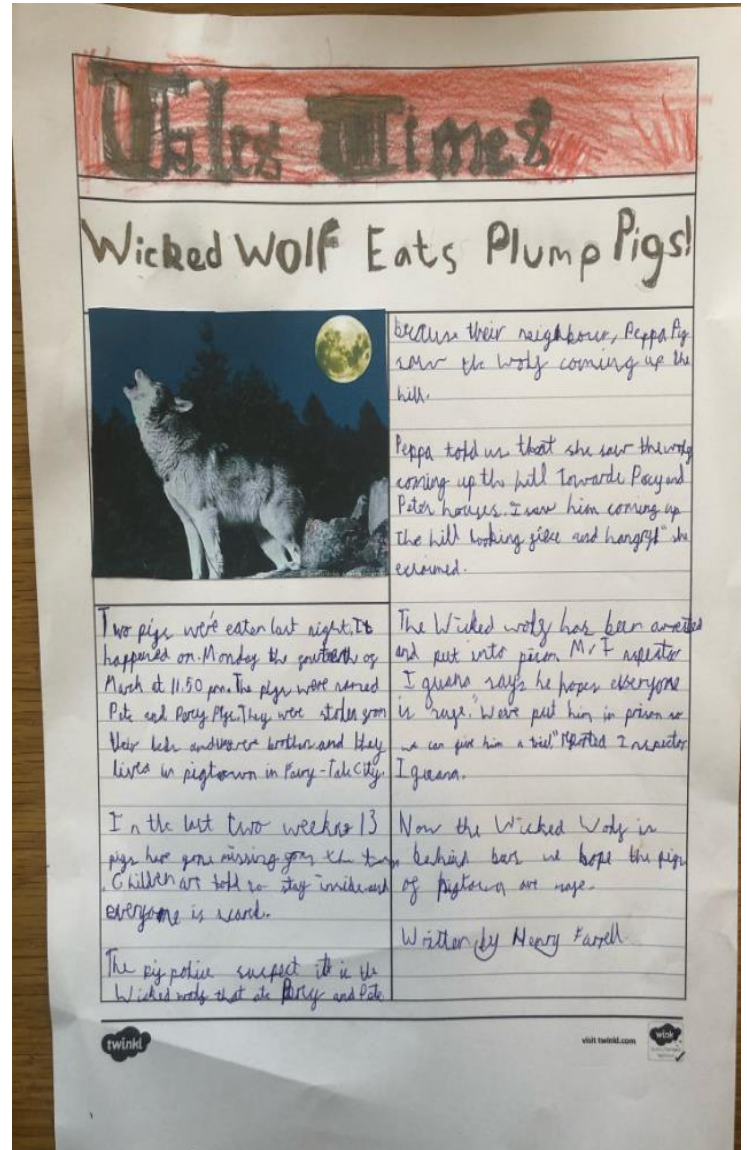 Tales Times
Wicked Wolf Eats Plump Pigs!
Two pigs were eaten last night. It
happened on Monday the fourteenth of
March at 11.50 pm. The pigs were named
Pete and Porcy Pige. They were stolen from
their beds and were brothers and they
lives in pigtown in Fairy-Tale City.
In the last two weeks 13
pigs have gone missing from the town
. Children are told to stay inside and
everyone is scared.
The pig police suspect it is the
Wicked wolf that ate Porcy and Pete
because their neighbour, Peppa Pig
saw the wolf coming up the
hill.
Peppa told us that she saw the wolf
coming up the hill towards Porcy and
Petes houses. I saw him coming up
the hill looking and hangry!" she
exclaimed.
The Wicked wolf has been arrested
and put into prison Mr Inspector
Iguana says he hopes everyone
is safe. "We've put him in prison so
we can give him a trial" reported Inspector
Iguana.
Now the Wicked Wolf is
behind bars we hope the pigs
of pigtown are safe.
Written by Henry Farrell
twinkl
visit twinkl.com